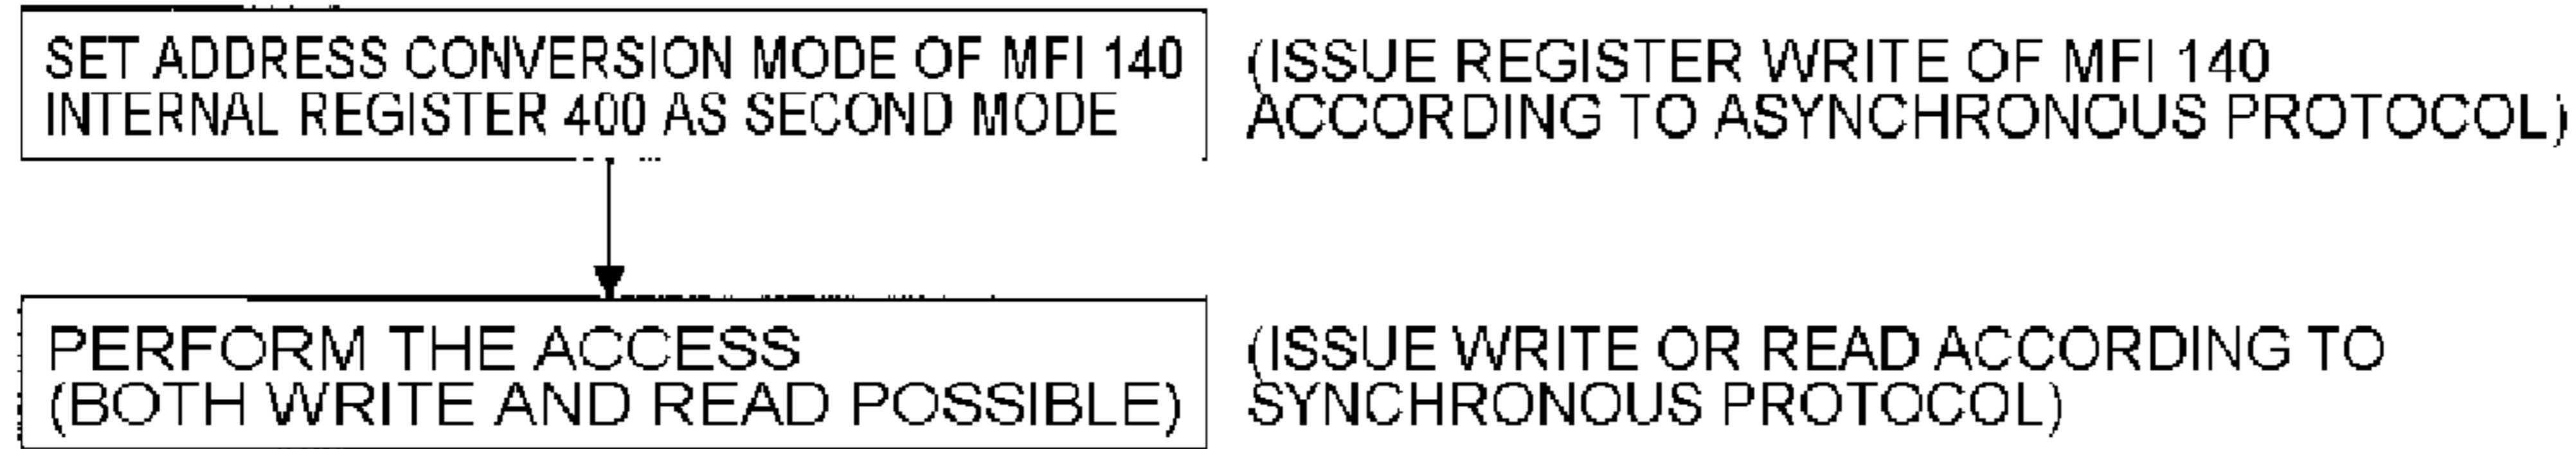 SET ADDRESS CONVERSION MODE OF MFI 140
INTERNAL REGISTER 400 AS SECOND MODE
(ISSUE REGISTER WRITE OF MFI 140
ACCORDING TO ASYNCHRONOUS PROTOCOL)
PERFORM THE ACCESS
(BOTH WRITE AND READ POSSIBLE)
(ISSUE WRITE OR READ ACCORDING TO
SYNCHRONOUS PROTOCOL)